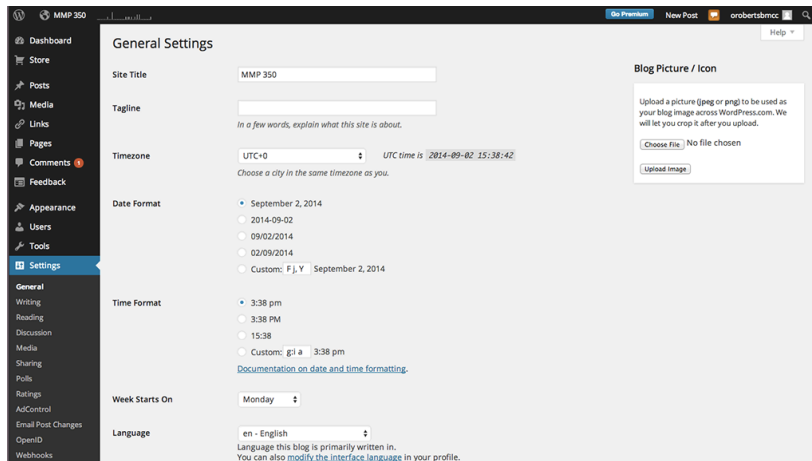 MMP 350
Go Premium
New Post
orobertsbmcc
Help
Dashboard
Store
Posts
Media
Links
Pages
Comments 1
Feedback
Appearance
Users
Tools
Settings
General
Writing
Reading
Discussion
Media
Sharing
Polls
Ratings
AdControl
Email Post Changes
OpenID
Webhooks
General Settings
Site Title
MMP 350
Tagline
In a few words, explain what this site is about.
Timezone
UTC+0
UTC time is 2014-09-02 15:38:42
Choose a city in the same timezone as you.
Date Format
September 2, 2014
2014-09-02
09/02/2014
02/09/2014
Custom: F j, Y September 2, 2014
Time Format
3:38 pm
3:38 PM
15:38
Custom: g:i a 3:38 pm
Documentation on date and time formatting.
Week Starts On
Monday
Language
en - English
Language this blog is primarily written in.
You can also modify the interface language in your profile.
Blog Picture / Icon
Upload a picture (jpeg or png) to be used as
your blog image across WordPress.com. We
will let you crop it after you upload.
Choose File No file chosen
Upload Image